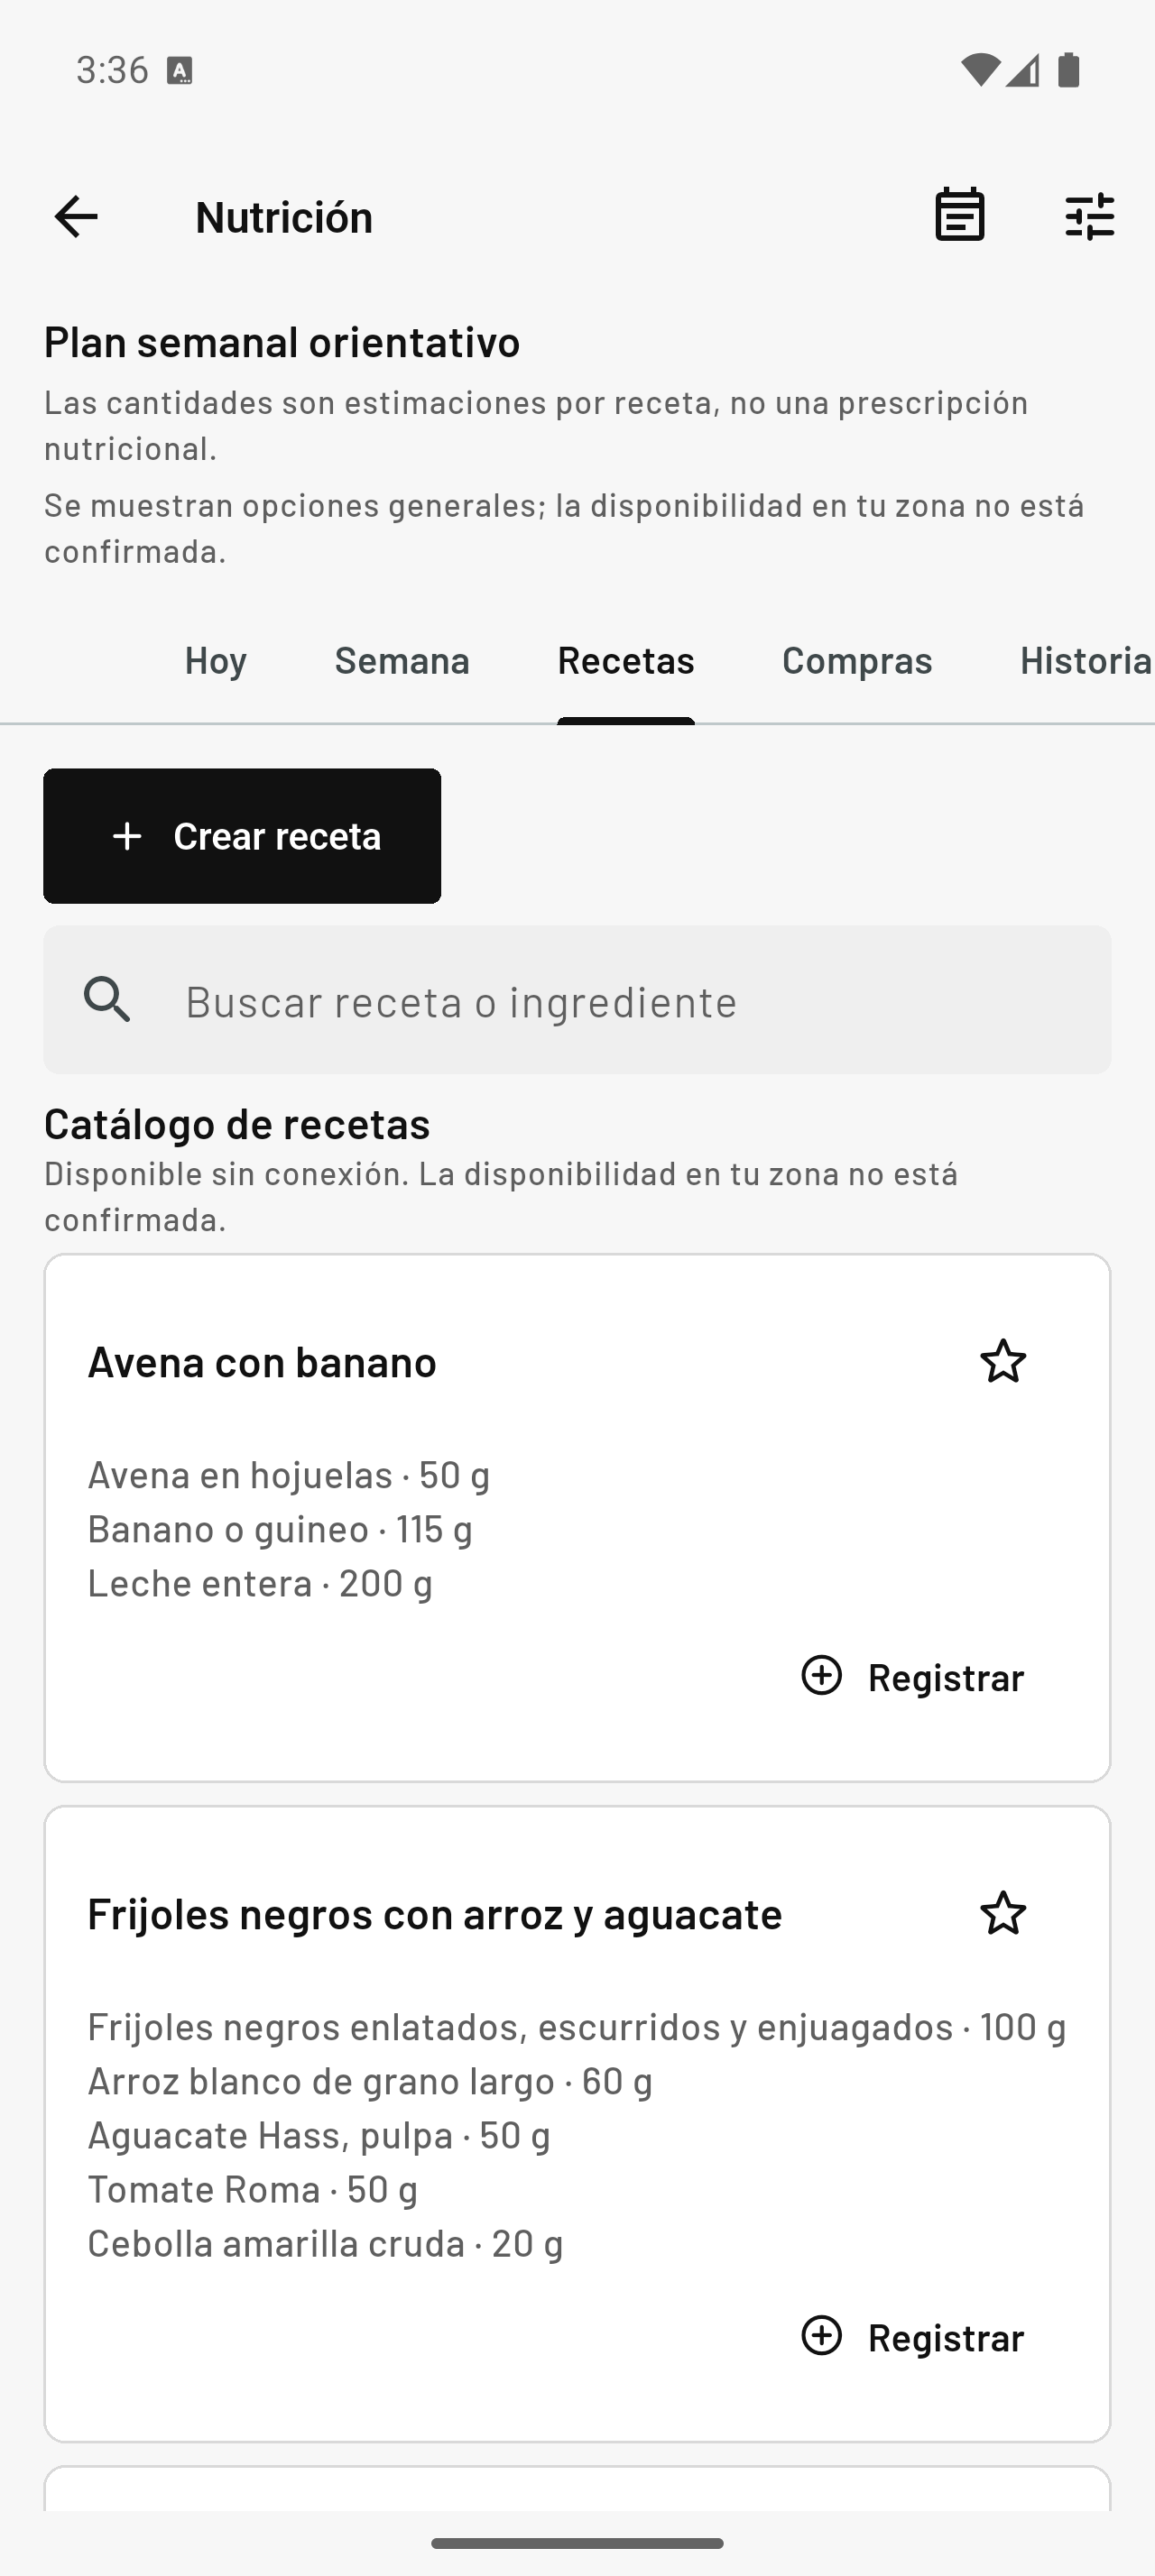 3:36
Nutrición
Plan semanal orientativo
Las cantidades son estimaciones por receta, no una prescripción
nutricional.
Se muestran opciones generales; la disponibilidad en tu zona no está
confirmada.
Hoy Semana Recetas Compras Historia
+ Crear receta
Buscar receta o ingrediente
Catálogo de recetas
Disponible sin conexión. La disponibilidad en tu zona no está
confirmada.
Avena con banano
Avena en hojuelas · 50 g
Banano o guineo · 115 g
Leche entera · 200 g
Registrar
Frijoles negros con arroz y aguacate
Frijoles negros enlatados, escurridos y enjuagados · 100 g
Arroz blanco de grano largo · 60 g
Aguacate Hass, pulpa · 50 g
Tomate Roma · 50 g
Cebolla amarilla cruda · 20 g
Registrar